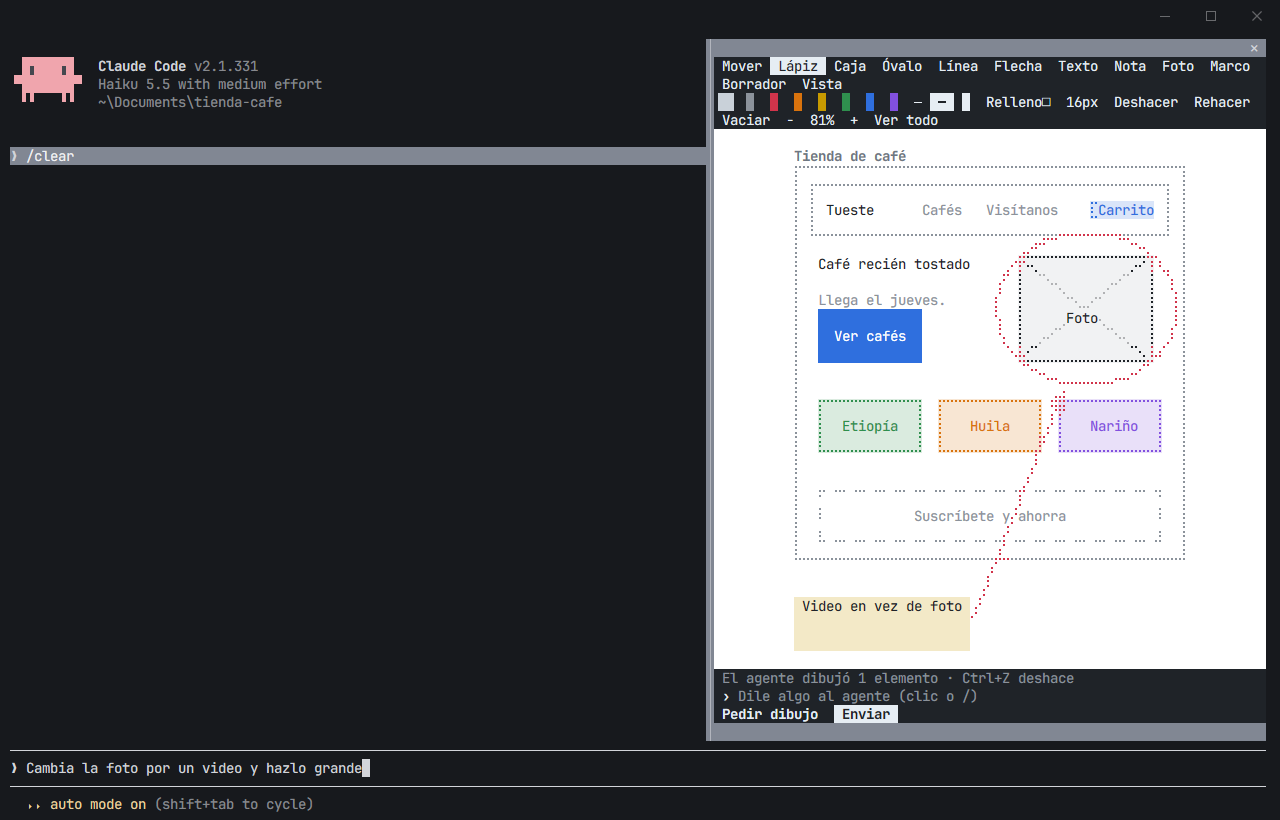 Claude Code v2.1.331
Haiku 5.5 with medium effort
~\Documents\tienda-cafe
❯ /clear
×
Mover Lápiz Caja Óvalo Línea Flecha Texto Nota Foto Marco
Borrador Vista
Relleno□ 16px Deshacer Rehacer
Vaciar - 81% + Ver todo
Tienda de café
Tueste Cafés Visítanos Carrito
Café recién tostado
Llega el jueves.
Foto
Ver cafés
Etiopía Huila Nariño
Suscríbete y ahorra
Video en vez de foto
El agente dibujó 1 elemento · Ctrl+Z deshace
› Dile algo al agente (clic o /)
Pedir dibujo Enviar
❯ Cambia la foto por un video y hazlo grande
▸▸ auto mode on (shift+tab to cycle)